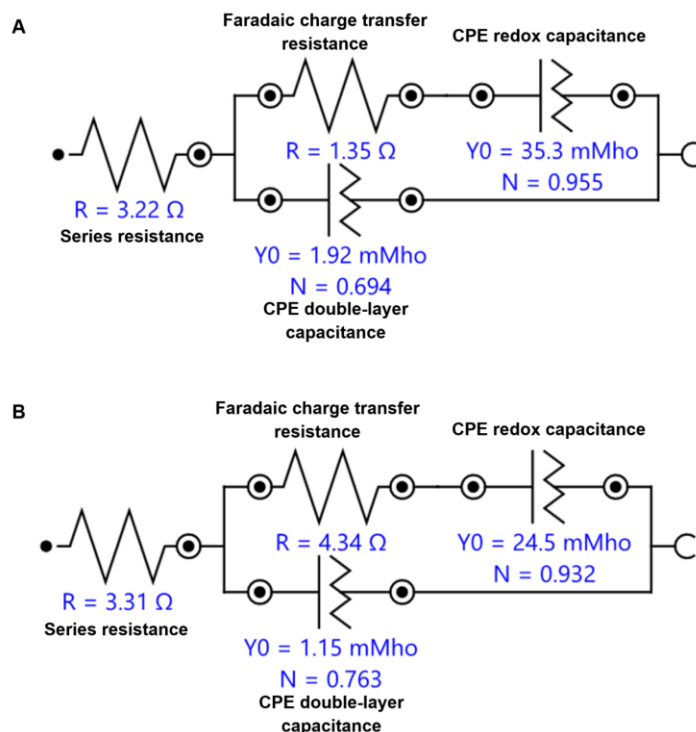 A
Faradaic charge transfer
resistance
CPE redox capacitance
R = 1.35 Ω
Y0 = 35.3 mMho
N = 0.955
R = 3.22 Ω
Series resistance
Y0 = 1.92 mMho
N = 0.694
CPE double-layer
capacitance
B
Faradaic charge transfer
resistance
CPE redox capacitance
R = 4.34 Ω
Y0 = 24.5 mMho
N = 0.932
R = 3.31 Ω
Series resistance
Y0 = 1.15 mMho
N = 0.763
CPE double-layer
capacitance